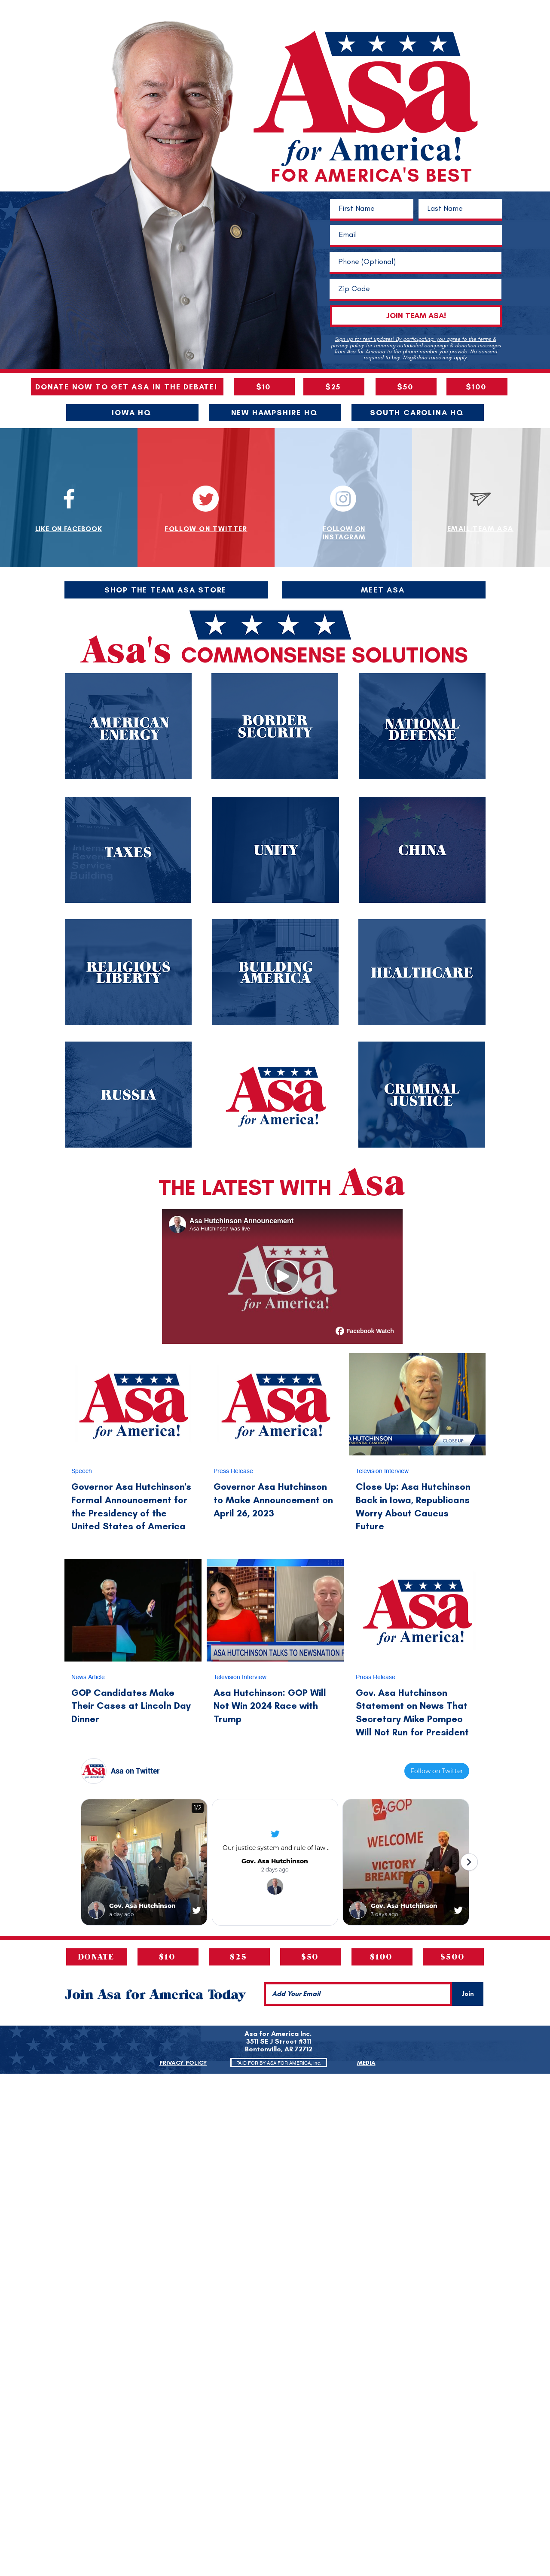 Asa
for America!
FOR AMERICA'S BEST
First Name
Last Name
Email
Phone (Optional)
Zip Code
JOIN TEAM ASA!
Sign up for text updated! By participating, you agree to the terms &
privacy policy for recurring autodialed campaign & donation messages
from Asa for America to the phone number you provide. No consent
required to buy. Msg&data rates may apply.
DONATE NOW TO GET ASA IN THE DEBATE!
$10
$25
$50
$100
IOWA HQ
NEW HAMPSHIRE HQ
SOUTH CAROLINA HQ
LIKE ON FACEBOOK
FOLLOW ON TWITTER
FOLLOW ON
INSTAGRAM
EMAIL TEAM ASA
SHOP THE TEAM ASA STORE
MEET ASA
Asa's COMMONSENSE SOLUTIONS
AMERICAN
ENERGY
BORDER
SECURITY
NATIONAL
DEFENSE
TAXES
Internal
Revenue
Service
Building
UNITY
CHINA
RELIGIOUS
LIBERTY
BUILDING
AMERICA
HEALTHCARE
RUSSIA
Asa
for America!
CRIMINAL
JUSTICE
THE LATEST WITH Asa
Asa Hutchinson Announcement
Asa Hutchinson was live
Asa
for America!
Facebook Watch
Asa
for America!
Asa
for America!
A HUTCHINSON
CLOSE UP
Speech
Governor Asa Hutchinson's
Formal Announcement for
the Presidency of the
United States of America
Press Release
Governor Asa Hutchinson
to Make Announcement on
April 26, 2023
Television Interview
Close Up: Asa Hutchinson
Back in Iowa, Republicans
Worry About Caucus
Future
ASA HUTCHINSON TALKS TO NEWSNATION F
Asa
for America!
News Article
GOP Candidates Make
Their Cases at Lincoln Day
Dinner
Television Interview
Asa Hutchinson: GOP Will
Not Win 2024 Race with
Trump
Press Release
Gov. Asa Hutchinson
Statement on News That
Secretary Mike Pompeo
Will Not Run for President
Asa
Asa on Twitter
Follow on Twitter
1/2
Gov. Asa Hutchinson
a day ago
Our justice system and rule of law ..
Gov. Asa Hutchinson
2 days ago
GAGOP
WELCOME
VICTORY
BREAKF
Gov. Asa Hutchinson
3 days ago
DONATE
$10
$25
$50
$100
$500
Join Asa for America Today
Add Your Email
Join
Asa for America Inc.
3511 SE J Street #311
Bentonville, AR 72712
PRIVACY POLICY
PAID FOR BY ASA FOR AMERICA, Inc.
MEDIA